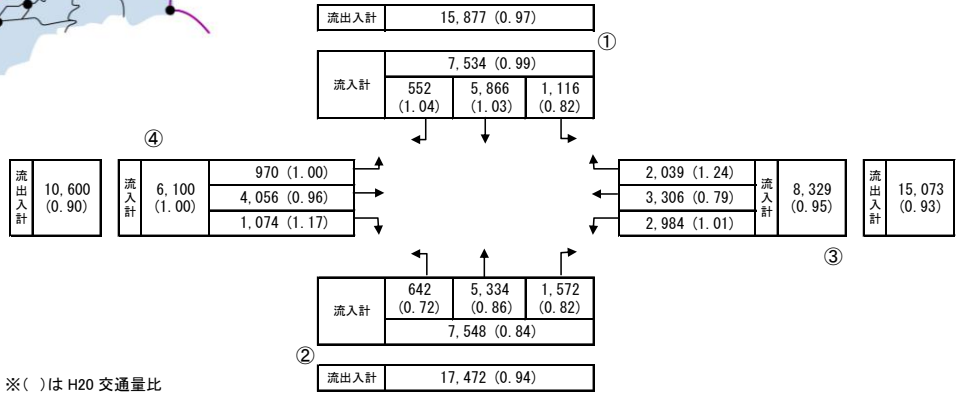 流出入計 15,877 (0.97)
①
流入計 7,534 (0.99)
552 5,866 1,116
(1.04) (1.03) (0.82)
④
流出入計 10,600 (0.90)
流入計 6,100 (1.00)
970 (1.00)
4,056 (0.96)
1,074 (1.17)
2,039 (1.24)
3,306 (0.79)
2,984 (1.01)
流入計 8,329 (0.95)
流出入計 15,073 (0.93)
③
流入計
642 5,334 1,572
(0.72) (0.86) (0.82)
7,548 (0.84)
②
流出入計 17,472 (0.94)
※( )は H20 交通量比